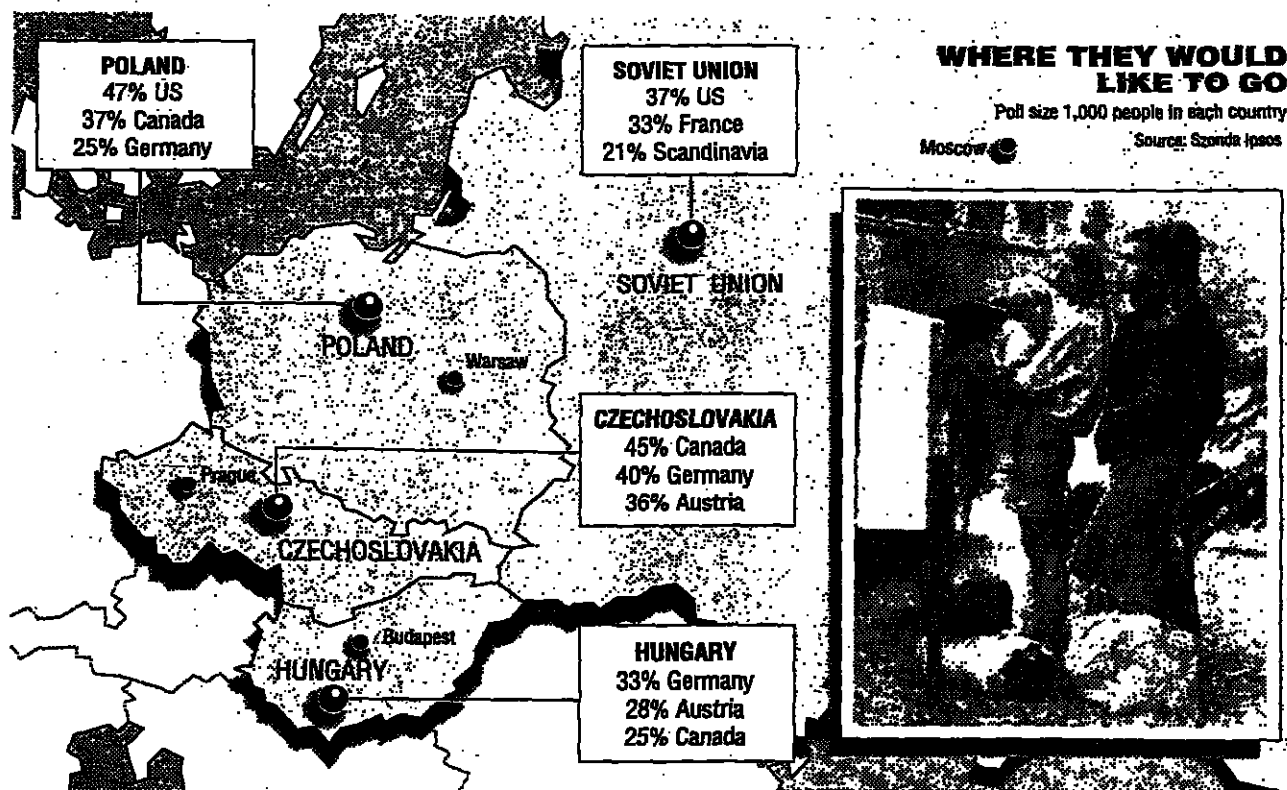 WHERE THEY WOULD
LIKE TO GO
Poll size 1,000 people in each country
Source: Szonda Ipsos
POLAND
47% US
37% Canada
25% Germany
SOVIET UNION
37% US
33% France
21% Scandinavia
Moscow
SOVIET UNION
POLAND
Warsaw
CZECHOSLOVAKIA
45% Canada
40% Germany
36% Austria
Prague
CZECHOSLOVAKIA
Budapest
HUNGARY
HUNGARY
33% Germany
28% Austria
25% Canada